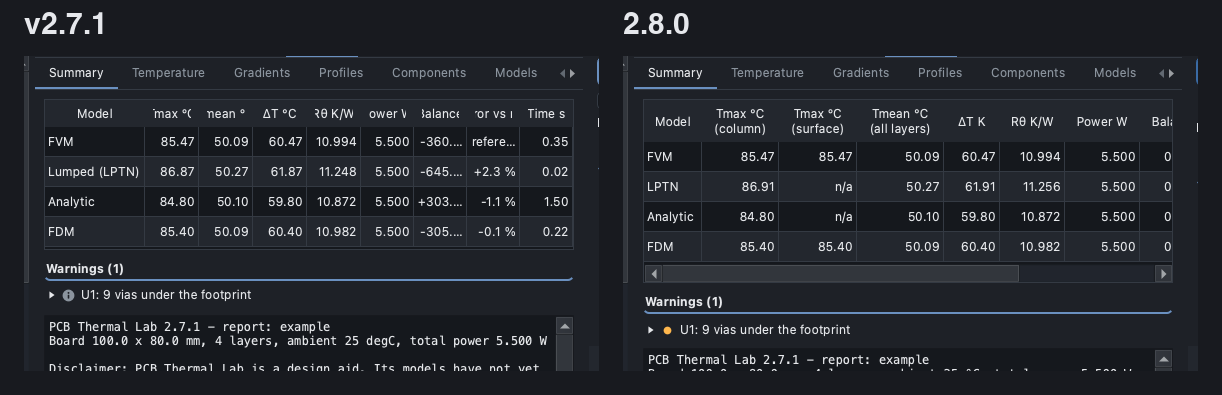 v2.7.1
Summary Temperature Gradients Profiles Components Models
Model ΔT °C Time s
FVM 85.47 50.09 60.47 10.994 5.500 -360.... refere... 0.35
Lumped (LPTN) 86.87 50.27 61.87 11.248 5.500 -645.... +2.3 % 0.02
Analytic 84.80 50.10 59.80 10.872 5.500 +303.... -1.1 % 1.50
FDM 85.40 50.09 60.40 10.982 5.500 -305.... -0.1 % 0.22
Warnings (1)
U1: 9 vias under the footprint
PCB Thermal Lab 2.7.1 — report: example
Board 100.0 x 80.0 mm, 4 layers, ambient 25 degC, total power 5.500 W
Disclaimer: PCB Thermal Lab is a design aid. Its models have not yet
2.8.0
Summary Temperature Gradients Profiles Components Models
Model Tmax °C (column) Tmax °C (surface) Tmean °C (all layers) ΔT K Rθ K/W Power W
FVM 85.47 85.47 50.09 60.47 10.994 5.500 0
LPTN 86.91 n/a 50.27 61.91 11.256 5.500 0
Analytic 84.80 n/a 50.10 59.80 10.872 5.500 0
FDM 85.40 85.40 50.09 60.40 10.982 5.500 0
Warnings (1)
U1: 9 vias under the footprint
PCB Thermal Lab 2.7.1 — report: example